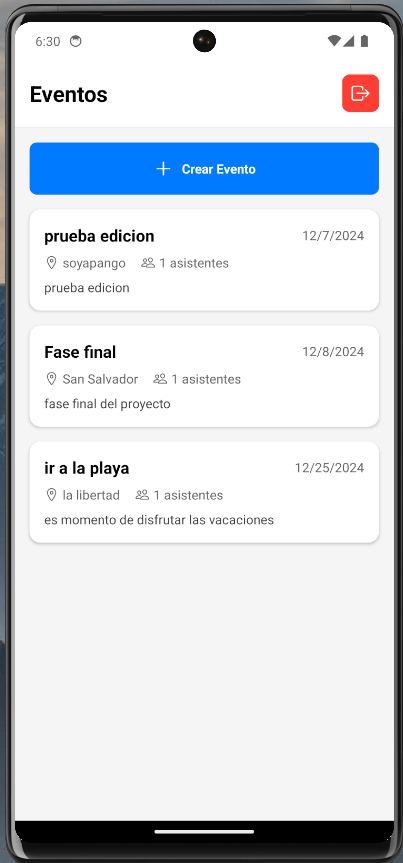 6:30
Eventos
Crear Evento
prueba edicion 12/7/2024
soyapango 1 asistentes
prueba edicion
Fase final 12/8/2024
San Salvador 1 asistentes
fase final del proyecto
ir a la playa 12/25/2024
la libertad 1 asistentes
es momento de disfrutar las vacaciones